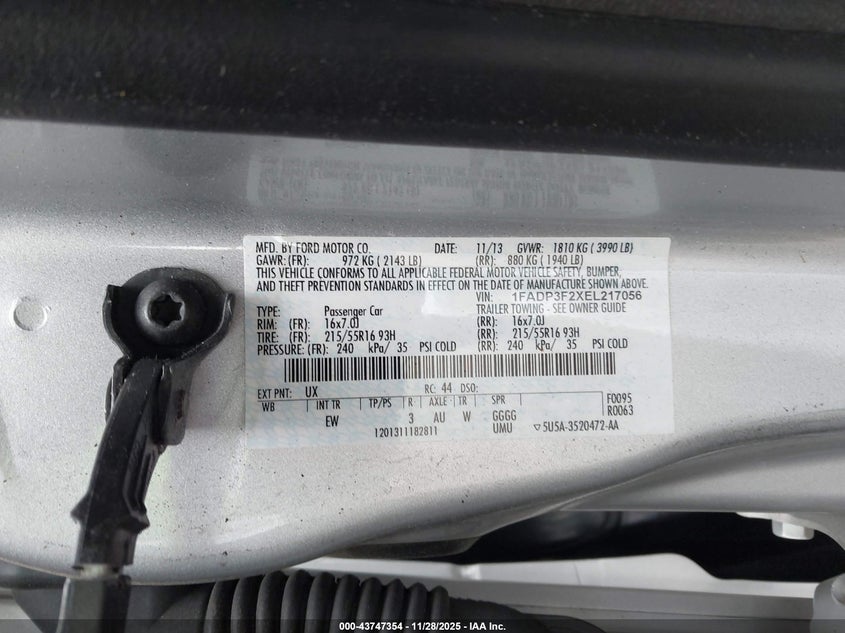 MFD. BY FORD MOTOR CO. DATE: 11/13 GVWR: 1810 KG ( 3990 LB)
GAWR: (FR): 972 KG ( 2143 LB) (RR): 880 KG ( 1940 LB)
THIS VEHICLE CONFORMS TO ALL APPLICABLE FEDERAL MOTOR VEHICLE SAFETY, BUMPER,
AND THEFT PREVENTION STANDARDS IN EFFECT ON THE DATE OF MANUFACTURE SHOWN ABOVE.
VIN: 1FADP3F2XEL217056
TYPE: Passenger Car TRAILER TOWING - SEE OWNER GUIDE
RIM: (FR): 16x7.0J (RR): 16x7.0J
TIRE: (FR): 215/55R16 93H (RR): 215/55R16 93H
PRESSURE: (FR): 240 kPa/ 35 PSI COLD (RR): 240 kPa/ 35 PSI COLD
EXT PNT: UX RC: 44 DSO: F0095
WB INT TR TP/PS R AXLE TR SPR R0063
EW 3 AU W GGGG
1201311182811 UMU ▽5U5A-3520472-AA
000-43747354 - 11/28/2025 - IAA Inc.